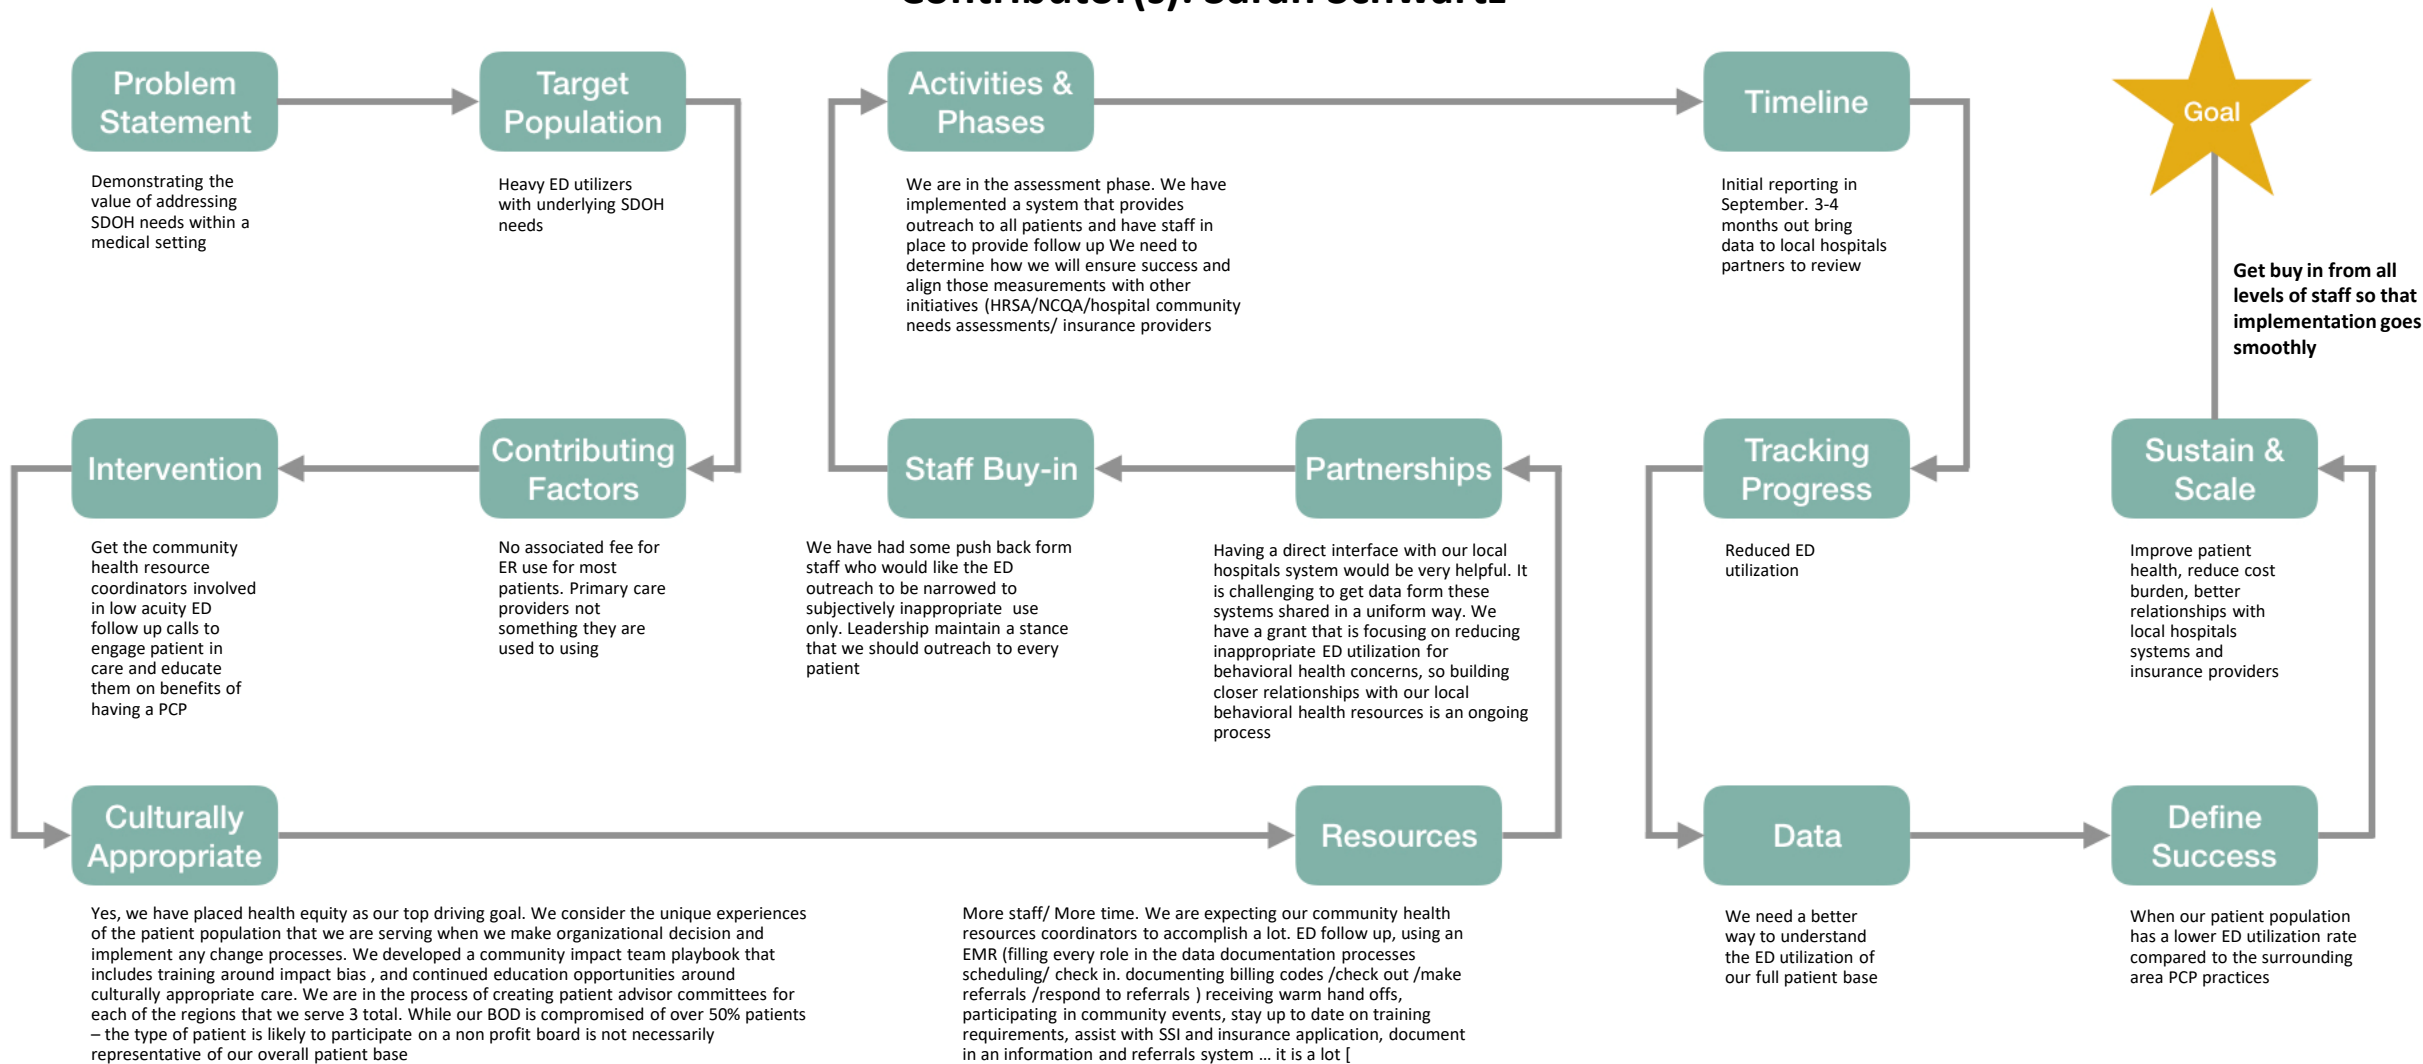 Contributor(s): Sarah Schwartz
Problem
Statement
Demonstrating the
value of addressing
SDOH needs within a
medical setting
Target
Population
Heavy ED utilizers
with underlying SDOH
needs
Activities &
Phases
We are in the assessment phase. We have
implemented a system that provides
outreach to all patients and have staff in
place to provide follow up We need to
determine how we will ensure success and
align those measurements with other
initiatives (HRSA/NCQA/hospital community
needs assessments/ insurance providers
Timeline
Initial reporting in
September. 3-4
months out bring
data to local hospitals
partners to review
Goal
Get buy in from all
levels of staff so that
implementation goes
smoothly
Intervention
Get the community
health resource
coordinators involved
in low acuity ED
follow up calls to
engage patient in
care and educate
them on benefits of
having a PCP
Contributing
Factors
No associated fee for
ER use for most
patients. Primary care
providers not
something they are
used to using
Staff Buy-in
We have had some push back form
staff who would like the ED
outreach to be narrowed to
subjectively inappropriate  use
only. Leadership maintain a stance
that we should outreach to every
patient
Partnerships
Having a direct interface with our local
hospitals system would be very helpful. It
is challenging to get data form these
systems shared in a uniform way. We
have a grant that is focusing on reducing
inappropriate ED utilization for
behavioral health concerns, so building
closer relationships with our local
behavioral health resources is an ongoing
process
Tracking
Progress
Reduced ED
utilization
Sustain &
Scale
Improve patient
health, reduce cost
burden, better
relationships with
local hospitals
systems and
insurance providers
Culturally
Appropriate
Yes, we have placed health equity as our top driving goal. We consider the unique experiences
of the patient population that we are serving when we make organizational decision and
implement any change processes. We developed a community impact team playbook that
includes training around impact bias , and continued education opportunities around
culturally appropriate care. We are in the process of creating patient advisor committees for
each of the regions that we serve 3 total. While our BOD is compromised of over 50% patients
– the type of patient is likely to participate on a non profit board is not necessarily
representative of our overall patient base
Resources
More staff/ More time. We are expecting our community health
resources coordinators to accomplish a lot. ED follow up, using an
EMR (filling every role in the data documentation processes
scheduling/ check in. documenting billing codes /check out /make
referrals /respond to referrals ) receiving warm hand offs,
participating in community events, stay up to date on training
requirements, assist with SSI and insurance application, document
in an information and referrals system … it is a lot [
Data
We need a better
way to understand
the ED utilization of
our full patient base
Define
Success
When our patient population
has a lower ED utilization rate
compared to the surrounding
area PCP practices